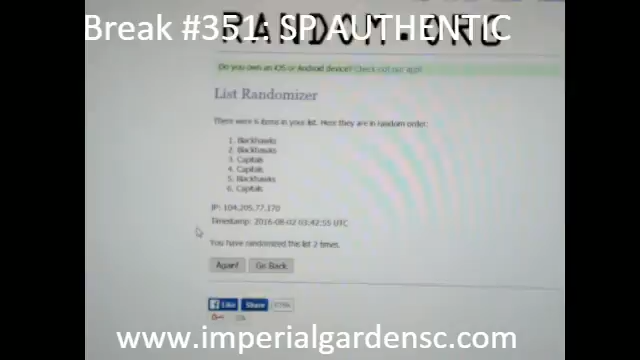 Break #351: SP AUTHENTIC
RANDOM.ORG
Do you own an iOS or Android device? Check out our app!
List Randomizer
There were 6 items in your list. Here they are in random order:
1. Blackhawks
2. Blackhawks
3. Capitals
4. Capitals
5. Blackhawks
6. Capitals
IP: 104.205.77.170
Timestamp: 2016-08-02 03:42:55 UTC
You have randomized this list 2 times.
Again! Go Back
Like Share
www.imperialgardensc.com